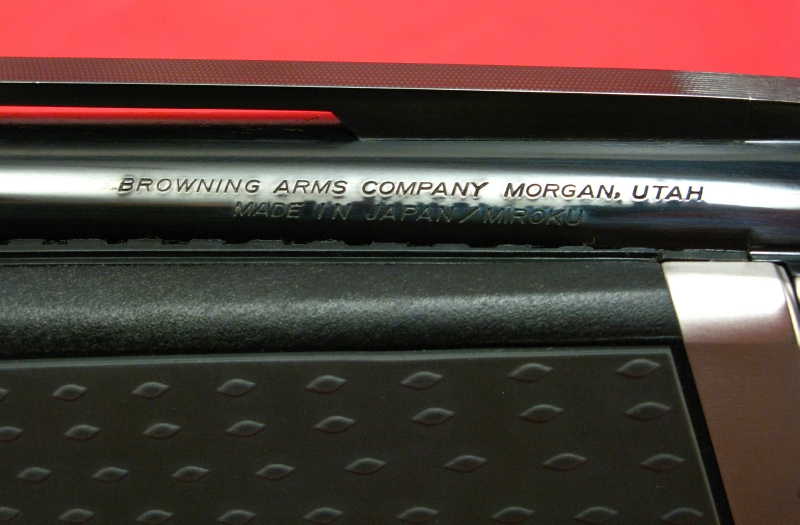 BROWNING ARMS COMPANY MORGAN, UTAH
MADE IN JAPAN/MIROKU